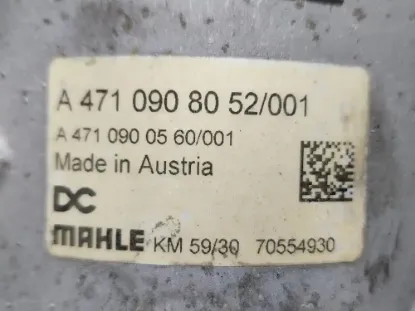 A 471 090 80 52/001
A 471 090 05 60/001
Made in Austria
DC
MAHLE KM 59/30 70554930